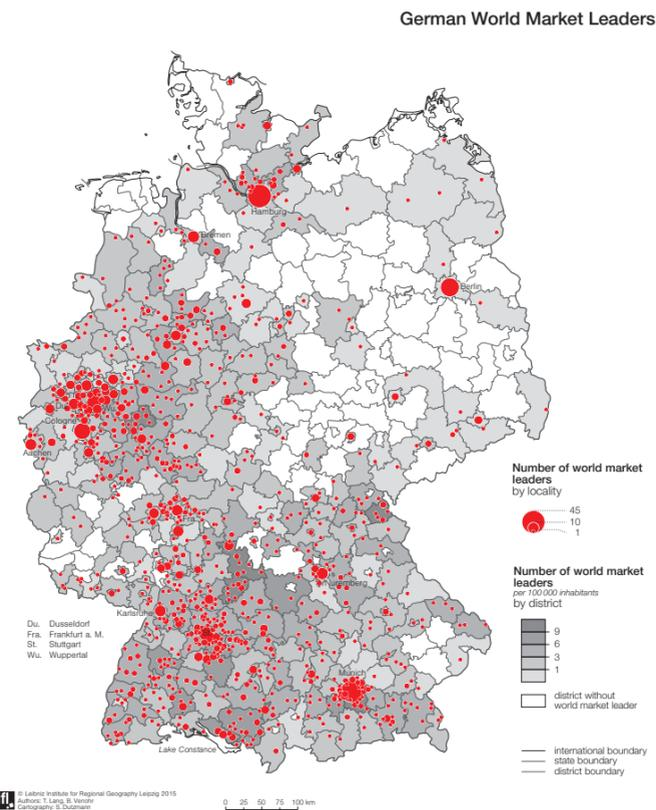 German World Market Leaders
Hamburg
Bremen
Berlin
Cologne
Aachen
Fra.
Nuremberg
Karlsruhe
Munich
Lake Constance
Du. Dusseldorf
Fra. Frankfurt a. M.
St. Stuttgart
Wu. Wuppertal
Number of world market
leaders
by locality
45
10
1
Number of world market
leaders
per 100 000 inhabitants
by district
9
6
3
1
district without
world market leader
international boundary
state boundary
district boundary
© Leibniz Institute for Regional Geography Leipzig 2015
Authors: T. Lang, B. Venohr
Cartography: S. Dutzmann
0 25 50 75 100 km